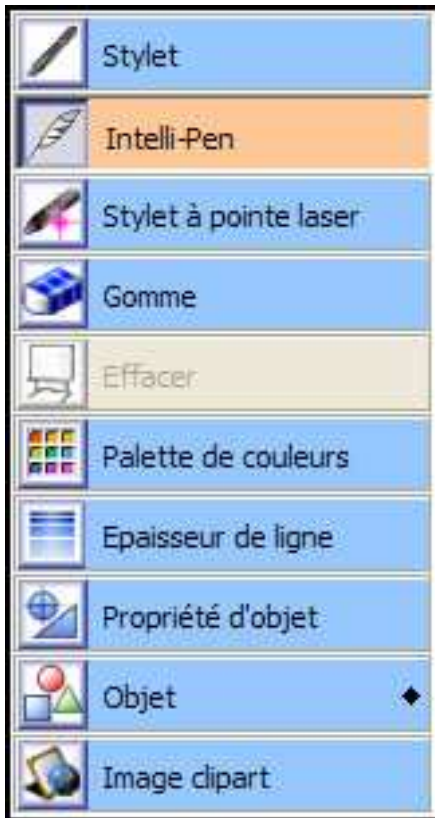 Stylet
Intelli-Pen
Stylet à pointe laser
Gomme
Effacer
Palette de couleurs
Epaisseur de ligne
Propriété d'objet
Objet
Image clipart